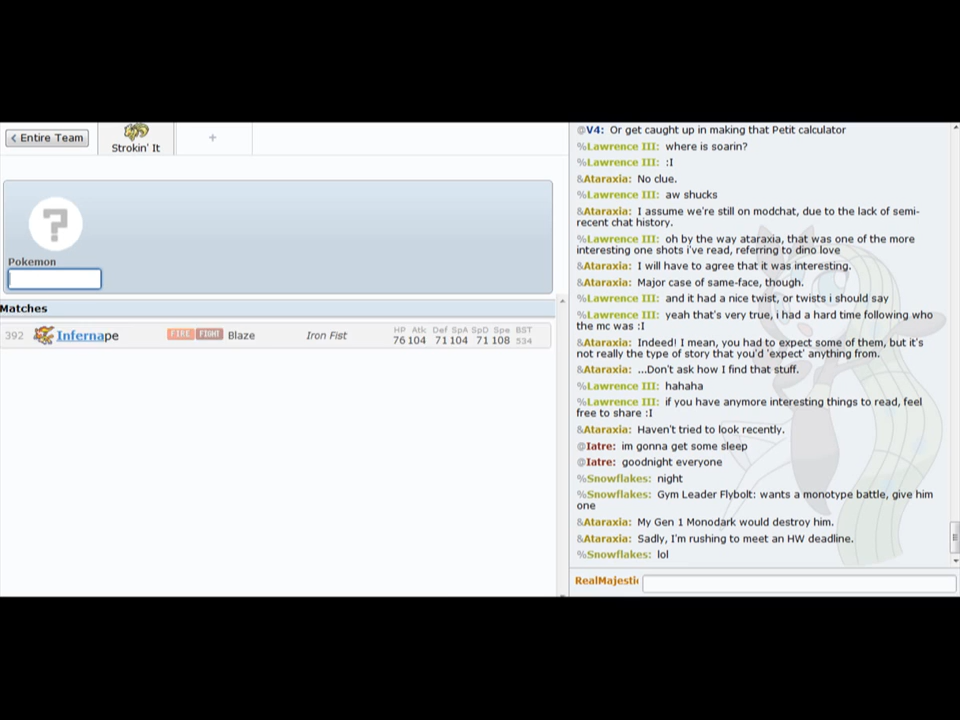 < Entire Team
Strokin' It
+
?
Pokemon
Matches
392 Infernape FIRE FIGHT Blaze Iron Fist HP 76 Atk 104 Def 71 SpA 104 SpD 71 Spe 108 BST 534
@V4: Or get caught up in making that Petit calculator
%Lawrence III: where is soarin?
%Lawrence III: :I
&Ataraxia: No clue.
%Lawrence III: aw shucks
&Ataraxia: I assume we're still on modchat, due to the lack of semi-
recent chat history.
%Lawrence III: oh by the way ataraxia, that was one of the more
interesting one shots i've read, referring to dino love
&Ataraxia: I will have to agree that it was interesting.
&Ataraxia: Major case of same-face, though.
%Lawrence III: and it had a nice twist, or twists i should say
%Lawrence III: yeah that's very true, i had a hard time following who
the mc was :I
&Ataraxia: Indeed! I mean, you had to expect some of them, but it's
not really the type of story that you'd 'expect' anything from.
&Ataraxia: ...Don't ask how I find that stuff.
%Lawrence III: hahaha
%Lawrence III: if you have anymore interesting things to read, feel
free to share :I
&Ataraxia: Haven't tried to look recently.
@Iatre: im gonna get some sleep
@Iatre: goodnight everyone
%Snowflakes: night
%Snowflakes: Gym Leader Flybolt: wants a monotype battle, give him
one
&Ataraxia: My Gen 1 Monodark would destroy him.
&Ataraxia: Sadly, I'm rushing to meet an HW deadline.
%Snowflakes: lol
RealMajestic